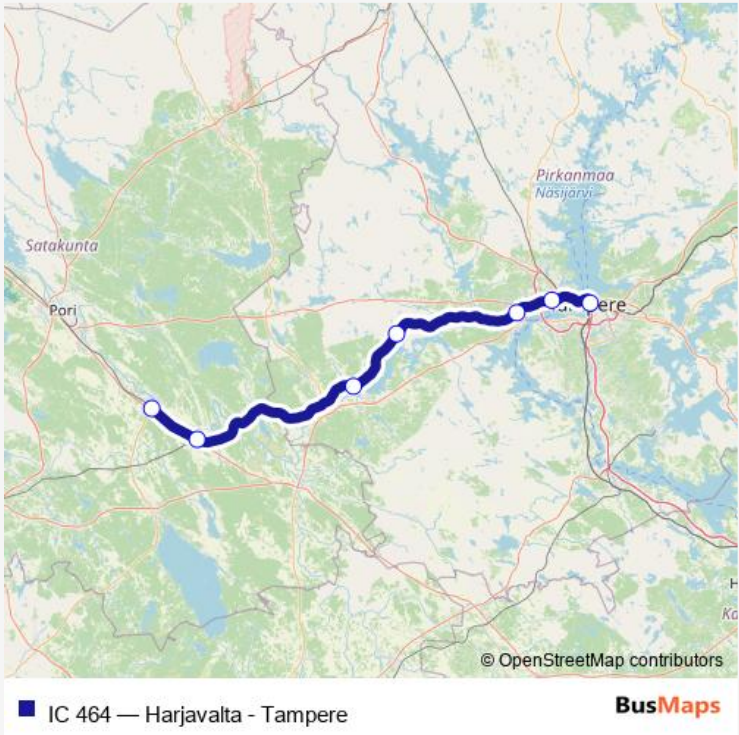 Pirkanmaa
Näsijärvi
Satakunta
Pori
© OpenStreetMap contributors
IC 464 — Harjavalta - Tampere
BusMaps